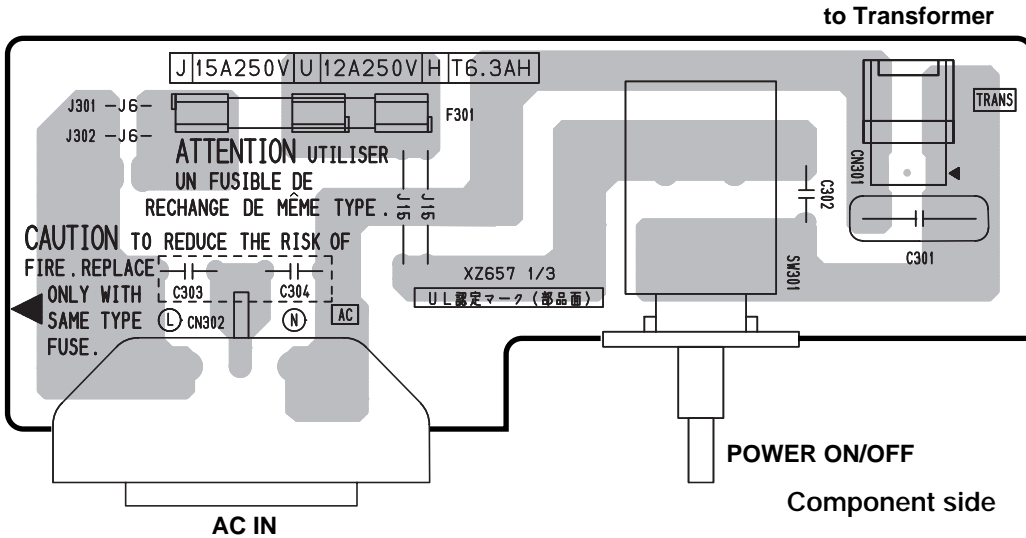 to Transformer
J 15A250V U 12A250V H T6.3AH
J301 -J6-
F301
TRANS
J302 -J6-
ATTENTION UTILISER
UN FUSIBLE DE
RECHANGE DE MÊME TYPE.
J15
J15
C302
CN301
CAUTION TO REDUCE THE RISK OF
FIRE.REPLACE
ONLY WITH
SAME TYPE
FUSE.
C303
C304
L
CN302
N
AC
XZ657 1/3
UL認定マーク(部品面)
SW301
C301
POWER ON/OFF
Component side
AC IN